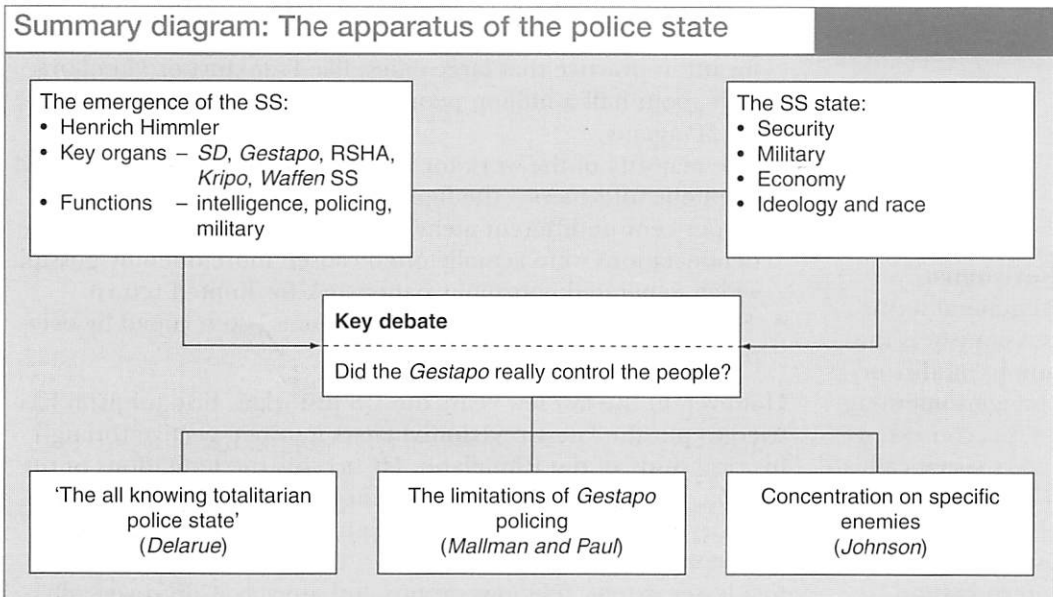 Summary diagram: The apparatus of the police state
The emergence of the SS:
• Henrich Himmler
• Key organs – SD, Gestapo, RSHA,
Kripo, Waffen SS
• Functions – intelligence, policing,
military
The SS state:
• Security
• Military
• Economy
• Ideology and race
Key debate
Did the Gestapo really control the people?
'The all knowing totalitarian
police state'
(Delarue)
The limitations of Gestapo
policing
(Mallman and Paul)
Concentration on specific
enemies
(Johnson)